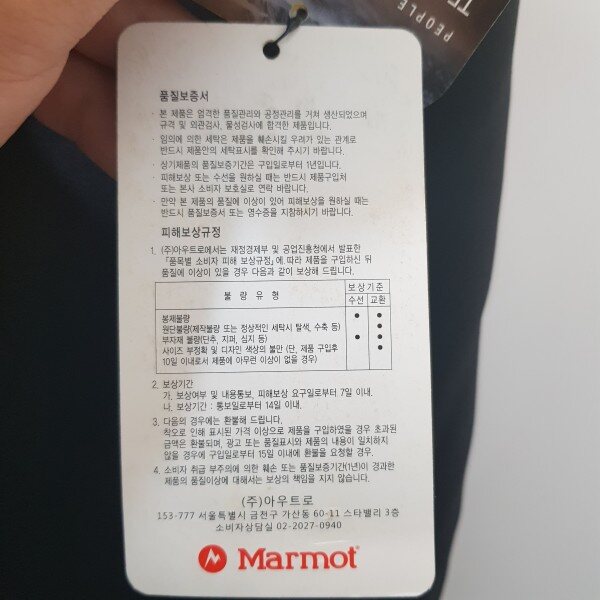 PEOPLE
품질보증서
· 본 제품은 엄격한 품질관리와 공정관리를 거쳐 생산되었으며
규격 및 외관검사, 물성검사에 합격한 제품입니다.
· 임의에 의한 세탁은 제품을 훼손시킬 우려가 있는 관계로
반드시 제품안의 세탁표시를 확인해 주시기 바랍니다.
· 상기제품의 품질보증기간은 구입일로부터 1년입니다.
· 피해보상 또는 수선을 원하실 때는 반드시 제품구입처
또는 본사 소비자 보호실로 연락 바랍니다.
· 만약 본 제품의 품질에 이상이 있어 피해보상을 원하실 때는
반드시 품질보증서 또는 영수증을 지참하시기 바랍니다.
피해보상규정
1. (주)아우트로에서는 재정경제부 및 공업진흥청에서 발표한
「품목별 소비자 피해 보상규정」에 따라 제품을 구입하신 뒤
품질에 이상이 있을 경우 다음과 같이 보상해 드립니다.
불 량 유 형 보상기준
수선 교환
봉제불량 ● ●
원단불량(제작불량 또는 정상적인 세탁시 탈색, 수축 등) ●
부자재 불량(단추, 지퍼, 심지 등) ● ●
사이즈 부정확 및 디자인 색상의 불만 (단, 제품 구입후 ●
10일 이내로서 제품에 아무런 이상이 없을 경우)
2. 보상기간
가. 보상여부 및 내용통보, 피해보상 요구일로부터 7일 이내.
나. 보상기간 : 통보일로부터 14일 이내.
3. 다음의 경우에는 환불해 드립니다.
착오로 인해 표시된 가격 이상으로 제품을 구입하였을 경우 초과된
금액은 환불되며, 광고 또는 품질표시와 제품의 내용이 일치하지
않을 경우에 구입일로부터 15일 이내에 환불을 요청할 경우.
4. 소비자 취급 부주의에 의한 훼손 또는 품질보증기간(1년)이 경과한
제품의 품질이상에 대해서는 보상의 책임을 지지 않습니다.
(주)아우트로
153-777 서울특별시 금천구 가산동 60-11 스타밸리 3층
소비자상담실 02-2027-0940
Marmot